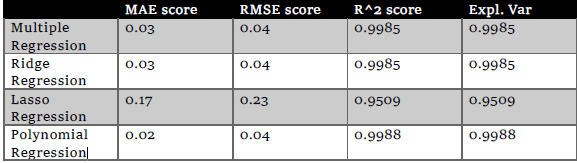 MAE score RMSE score R^2 score Expl. Var
Multiple 0.03 0.04 0.9985 0.9985
Regression
Ridge 0.03 0.04 0.9985 0.9985
Regression
Lasso 0.17 0.23 0.9509 0.9509
Regression
Polynomial 0.02 0.04 0.9988 0.9988
Regression